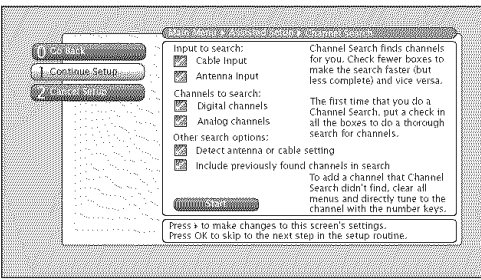 Main Menu ▸ Assisted Setup ▸ Channel Search
0 Go Back
1 Continue Setup
2 Cancel Setup
Input to search:
Cable Input
Antenna Input
Channels to search:
Digital channels
Analog channels
Other search options:
Detect antenna or cable setting
Include previously found channels in search
Start
Channel Search finds channels
for you. Check fewer boxes to
make the search faster (but
less complete) and vice versa.
The first time that you do a
Channel Search, put a check in
all the boxes to do a thorough
search for channels.
To add a channel that Channel
Search didn't find, clear all
menus and directly tune to the
channel with the number keys.
Press ▸ to make changes to this screen's settings.
Press OK to skip to the next step in the setup routine.